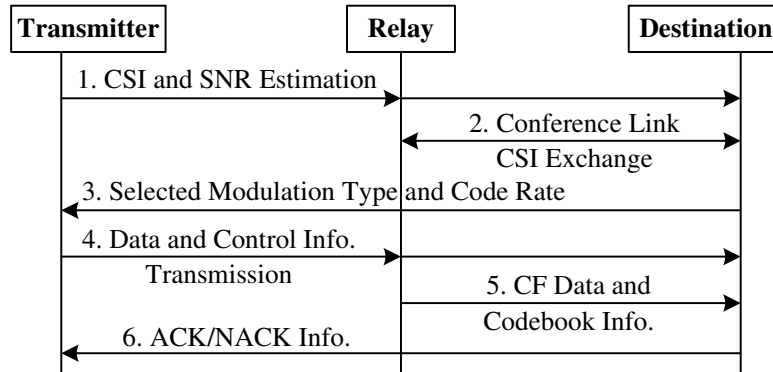 Transmitter
Relay
Destination
1. CSI and SNR Estimation
2. Conference Link
CSI Exchange
3. Selected Modulation Type and Code Rate
4. Data and Control Info.
Transmission
5. CF Data and
Codebook Info.
6. ACK/NACK Info.